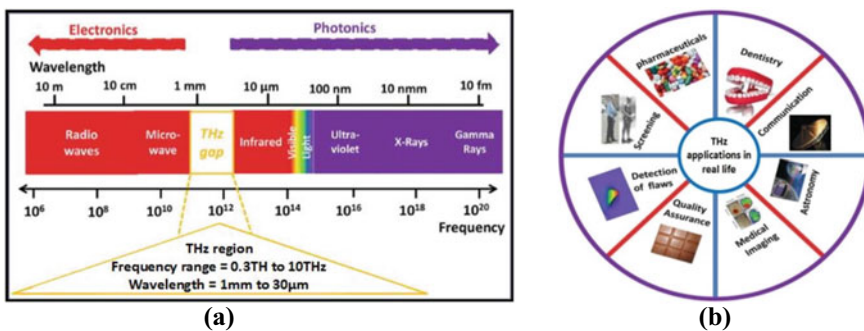 Electronics
Photonics
Wavelength
10 m 10 cm 1 mm 10 µm 100 nm 10 nmm 10 fm
Radio
waves
Micro-
wave
THz
gap
Infrared
Visible
Light
Ultra-
violet
X-Rays
Gamma
Rays
10⁶ 10⁸ 10¹⁰ 10¹² 10¹⁴ 10¹⁶ 10¹⁸ 10²⁰
Frequency
THz region
Frequency range = 0.3TH to 10THz
Wavelength = 1mm to 30µm
(a)
pharmaceuticals
Dentistry
Communication
Astronomy
Medical
Imaging
Quality
Assurance
Detection
of flaws
Screening
THz
applications in
real life
(b)